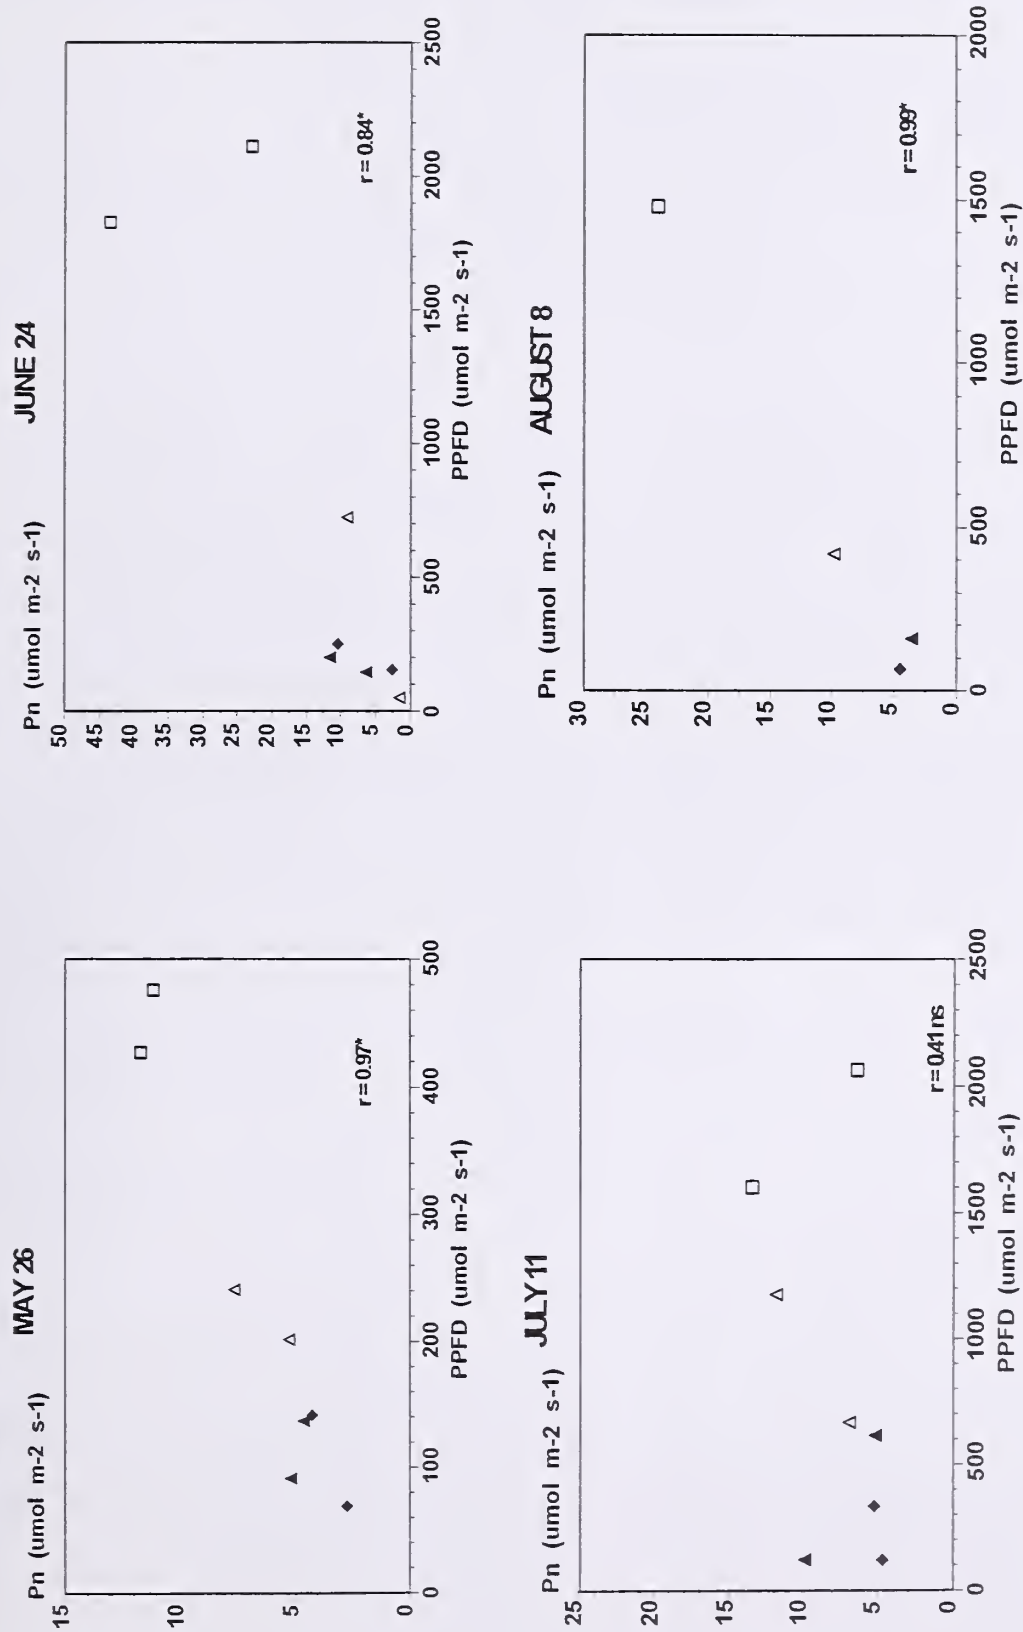 MAY 26
Pn (umol m-2 s-1)
15
10
5
0
0 100 200 300 400 500
PPFD (umol m-2 s-1)
r = 0.97*
JUNE 24
Pn (umol m-2 s-1)
50
45
40
35
30
25
20
15
10
5
0
0 500 1000 1500 2000 2500
PPFD (umol m-2 s-1)
r = 0.84*
JULY 11
Pn (umol m-2 s-1)
25
20
15
10
5
0
0 500 1000 1500 2000 2500
PPFD (umol m-2 s-1)
r = 0.41 ns
AUGUST 8
Pn (umol m-2 s-1)
30
25
20
15
10
5
0
0 500 1000 1500 2000
PPFD (umol m-2 s-1)
r = 0.99*